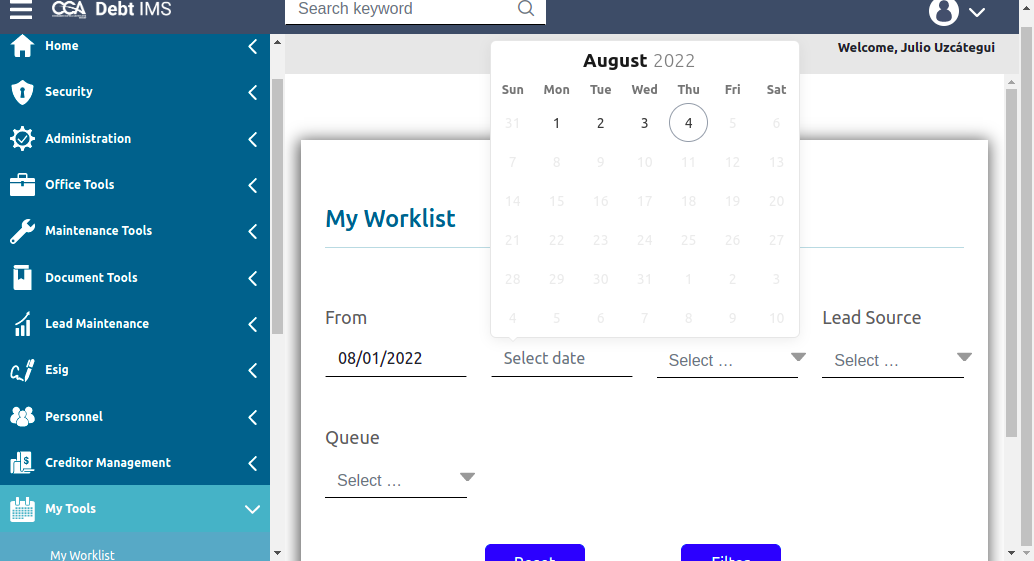 CGA Debt IMS
Search keyword
Welcome, Julio Uzcátegui
Home
Security
Administration
Office Tools
Maintenance Tools
Document Tools
Lead Maintenance
Esig
Personnel
Creditor Management
My Tools
My Worklist
August 2022
Sun Mon Tue Wed Thu Fri Sat
31 1 2 3 4 5 6
7 8 9 10 11 12 13
14 15 16 17 18 19 20
21 22 23 24 25 26 27
28 29 30 31 1 2 3
4 5 6 7 8 9 10
My Worklist
From
Lead Source
08/01/2022
Select date
Select ...
Select ...
Queue
Select ...
Reset
Filter